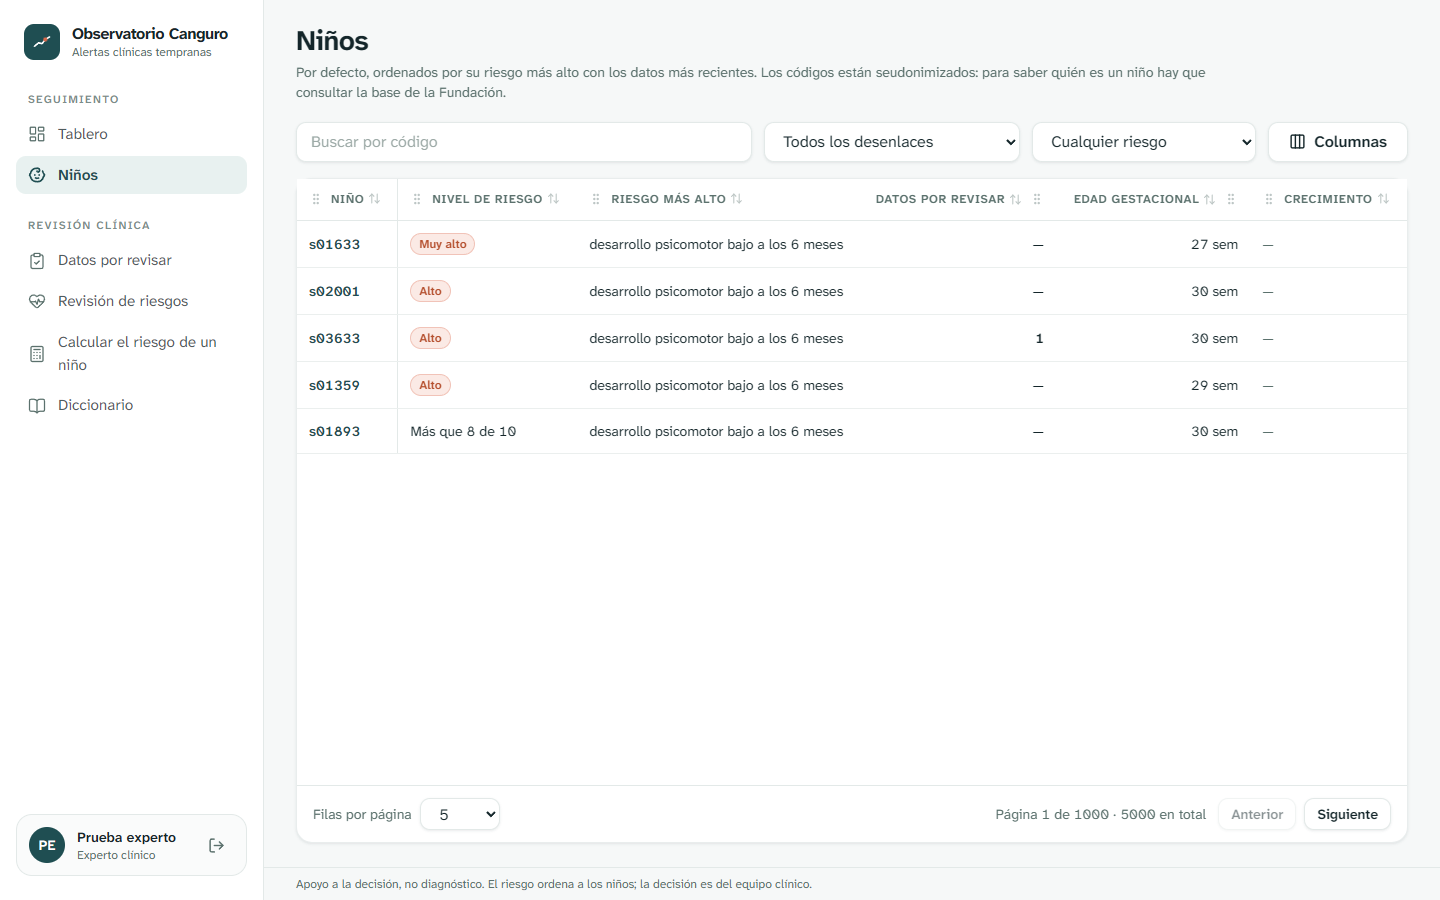 Observatorio Canguro
Alertas clínicas tempranas
SEGUIMIENTO
Tablero
Niños
REVISIÓN CLÍNICA
Datos por revisar
Revisión de riesgos
Calcular el riesgo de un
niño
Diccionario
PE
Prueba experto
Experto clínico
Niños
Por defecto, ordenados por su riesgo más alto con los datos más recientes. Los códigos están seudonimizados: para saber quién es un niño hay que
consultar la base de la Fundación.
Buscar por código
Todos los desenlaces
Cualquier riesgo
Columnas
NIÑO NIVEL DE RIESGO RIESGO MÁS ALTO DATOS POR REVISAR EDAD GESTACIONAL CRECIMIENTO
s01633 Muy alto desarrollo psicomotor bajo a los 6 meses — 27 sem —
s02001 Alto desarrollo psicomotor bajo a los 6 meses — 30 sem —
s03633 Alto desarrollo psicomotor bajo a los 6 meses 1 30 sem —
s01359 Alto desarrollo psicomotor bajo a los 6 meses — 29 sem —
s01893 Más que 8 de 10 desarrollo psicomotor bajo a los 6 meses — 30 sem —
Filas por página 5 Página 1 de 1000 · 5000 en total Anterior Siguiente
Apoyo a la decisión, no diagnóstico. El riesgo ordena a los niños; la decisión es del equipo clínico.